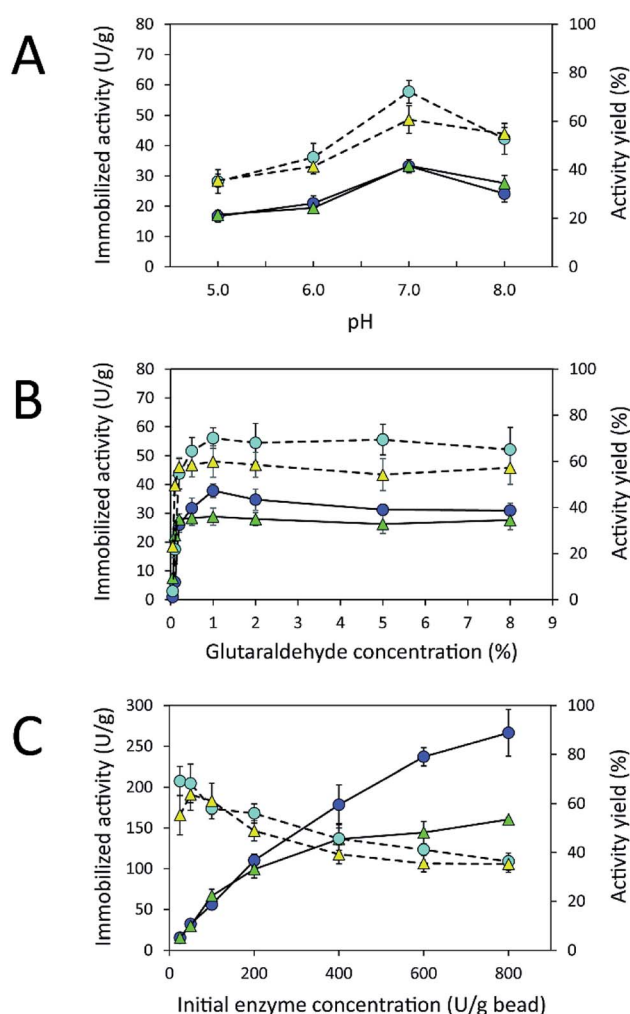 A
Immobilized activity (U/g)
80
70
60
50
40
30
20
10
0
100
80
60
40
20
0
Activity yield (%)
5.0 6.0 7.0 8.0
pH
B
Immobilized activity (U/g)
80
70
60
50
40
30
20
10
0
100
80
60
40
20
0
Activity yield (%)
0 1 2 3 4 5 6 7 8 9
Glutaraldehyde concentration (%)
C
Immobilized activity (U/g)
300
250
200
150
100
50
0
100
80
60
40
20
0
Activity yield (%)
0 200 400 600 800
Initial enzyme concentration (U/g bead)